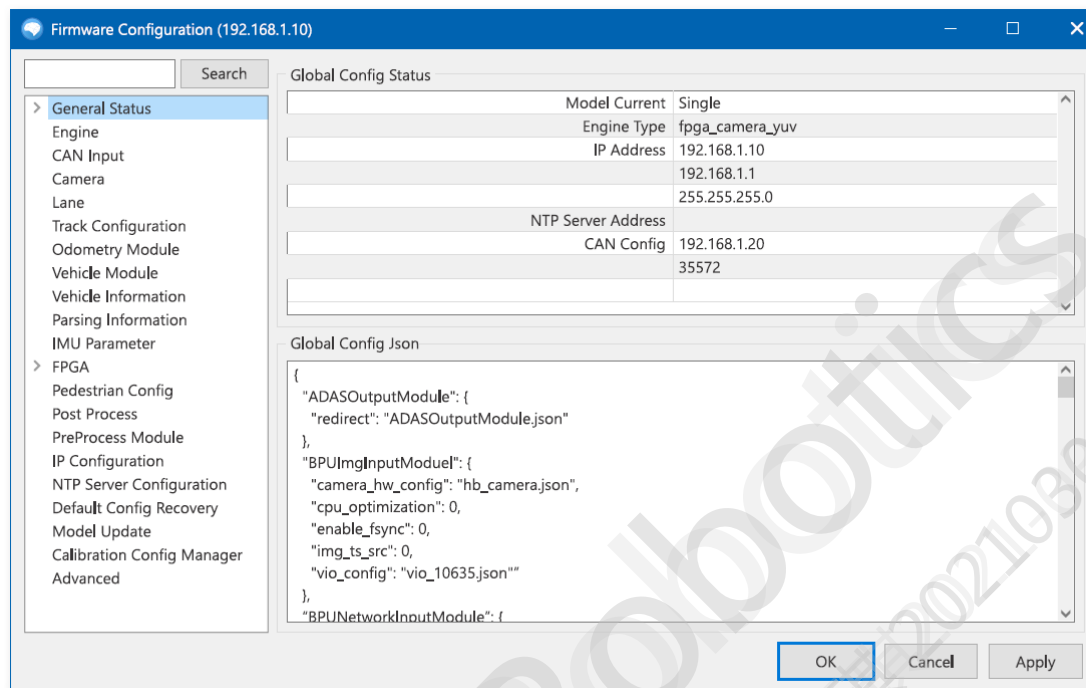 Firmware Configuration (192.168.1.10)
Search
General Status
Engine
CAN Input
Camera
Lane
Track Configuration
Odometry Module
Vehicle Module
Vehicle Information
Parsing Information
IMU Parameter
FPGA
Pedestrian Config
Post Process
PreProcess Module
IP Configuration
NTP Server Configuration
Default Config Recovery
Model Update
Calibration Config Manager
Advanced
Global Config Status
Model Current Single
Engine Type fpga_camera_yuv
IP Address 192.168.1.10
192.168.1.1
255.255.255.0
NTP Server Address
CAN Config 192.168.1.20
35572
Global Config Json
{
"ADASOutputModule": {
"redirect": "ADASOutputModule.json"
},
"BPUImgInputModuel": {
"camera_hw_config": "hb_camera.json",
"cpu_optimization": 0,
"enable_fsync": 0,
"img_ts_src": 0,
"vio_config": "vio_10635.json""
},
"BPUNetworkInputModule": {
OK Cancel Apply
obotics
2021030